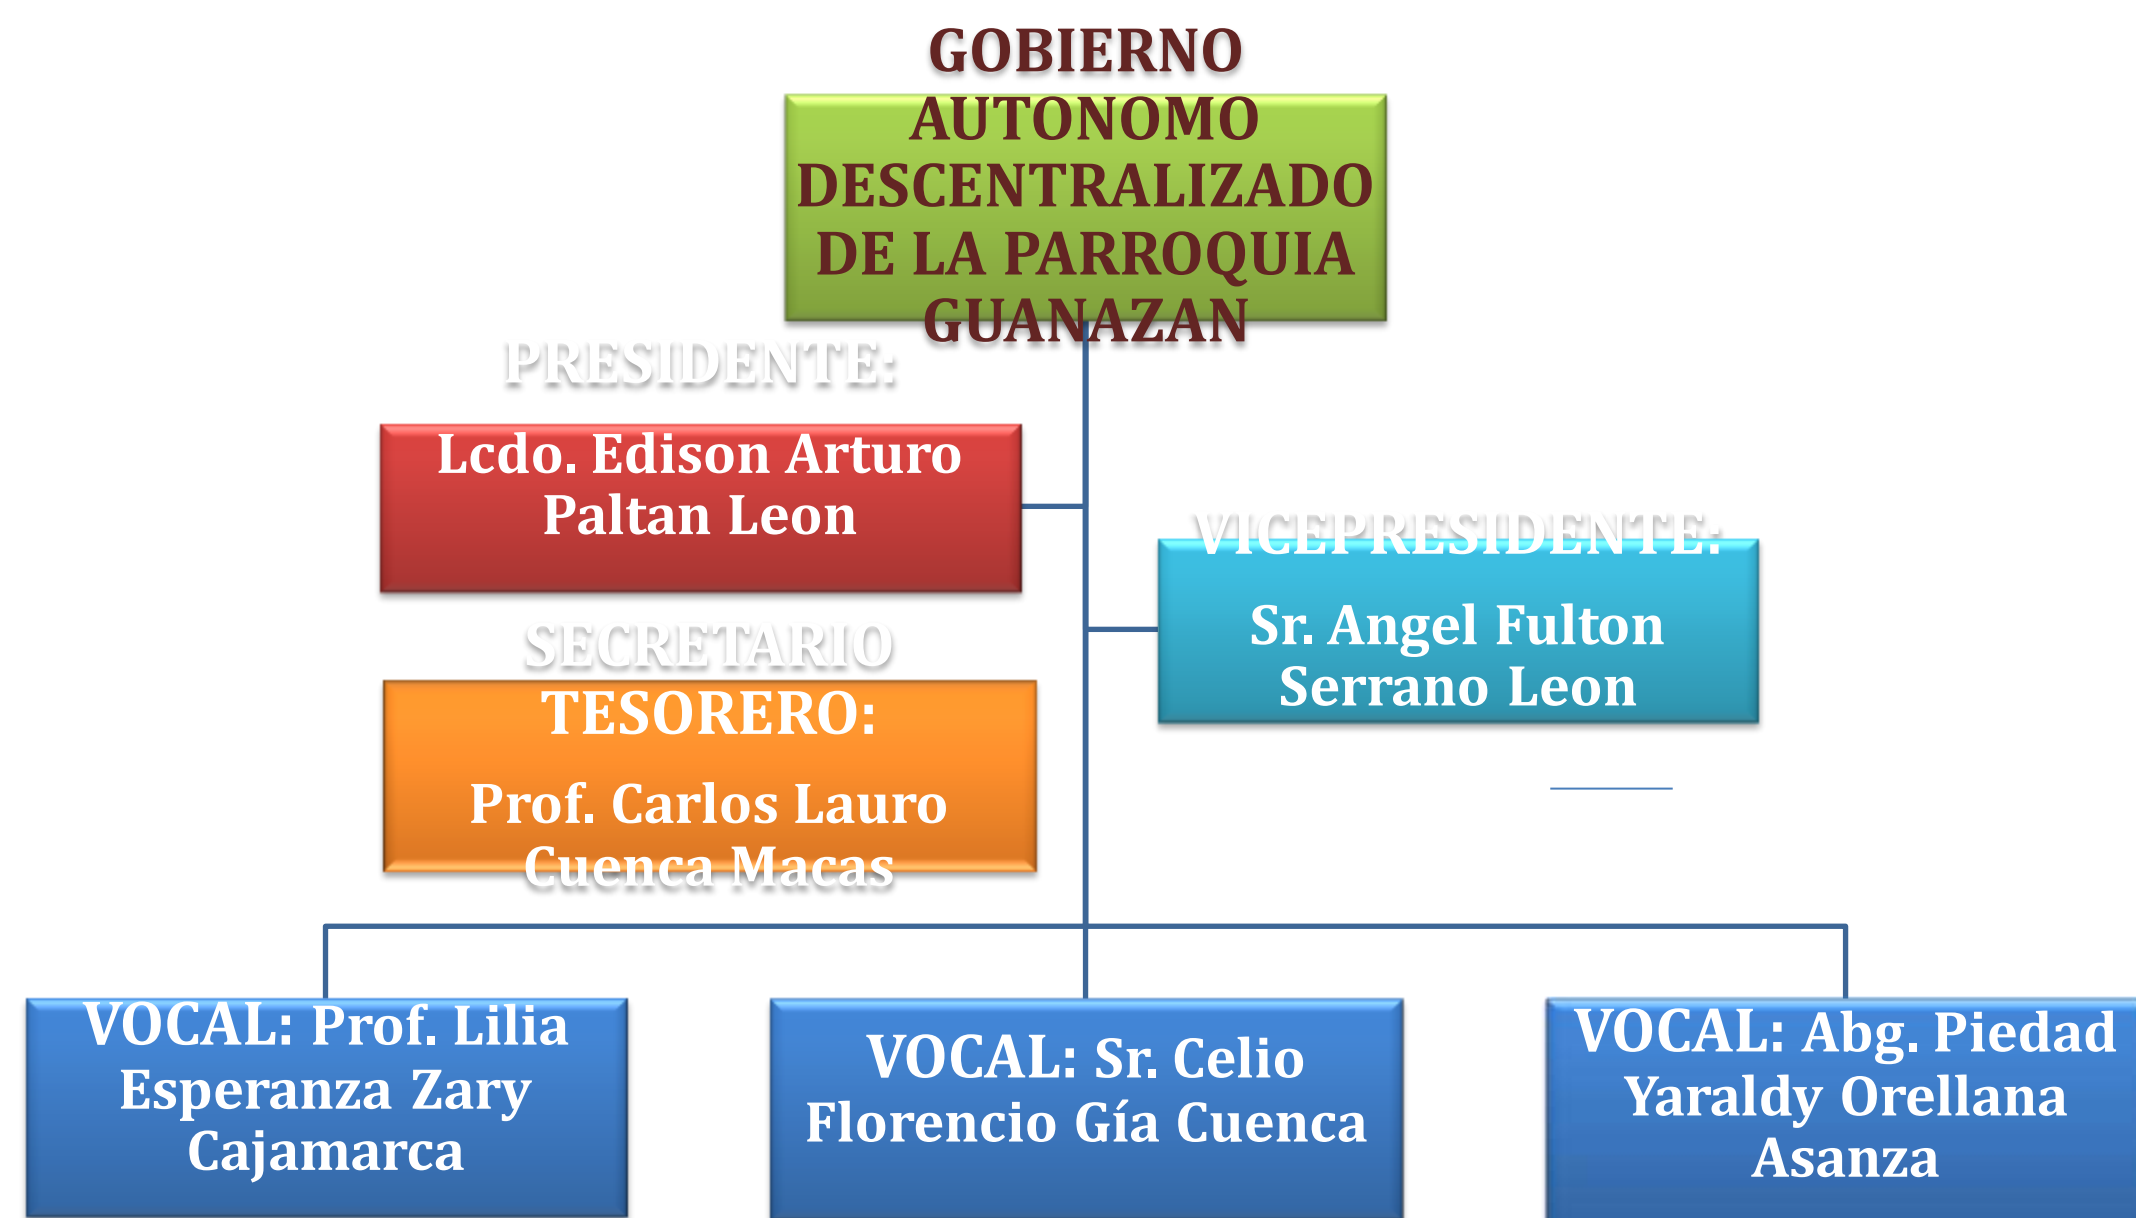 GOBIERNO
AUTONOMO
DESCENTRALIZADO
DE LA PARROQUIA
GUANAZAN
PRESIDENTE:
Lcdo. Edison Arturo
Paltan Leon
VICEPRESIDENTE:
Sr. Angel Fulton
Serrano Leon
SECRETARIO
TESORERO:
Prof. Carlos Lauro
Cuenca Macas
VOCAL: Prof. Lilia
Esperanza Zary
Cajamarca
VOCAL: Sr. Celio
Florencio Gía Cuenca
VOCAL: Abg. Piedad
Yaraldy Orellana
Asanza